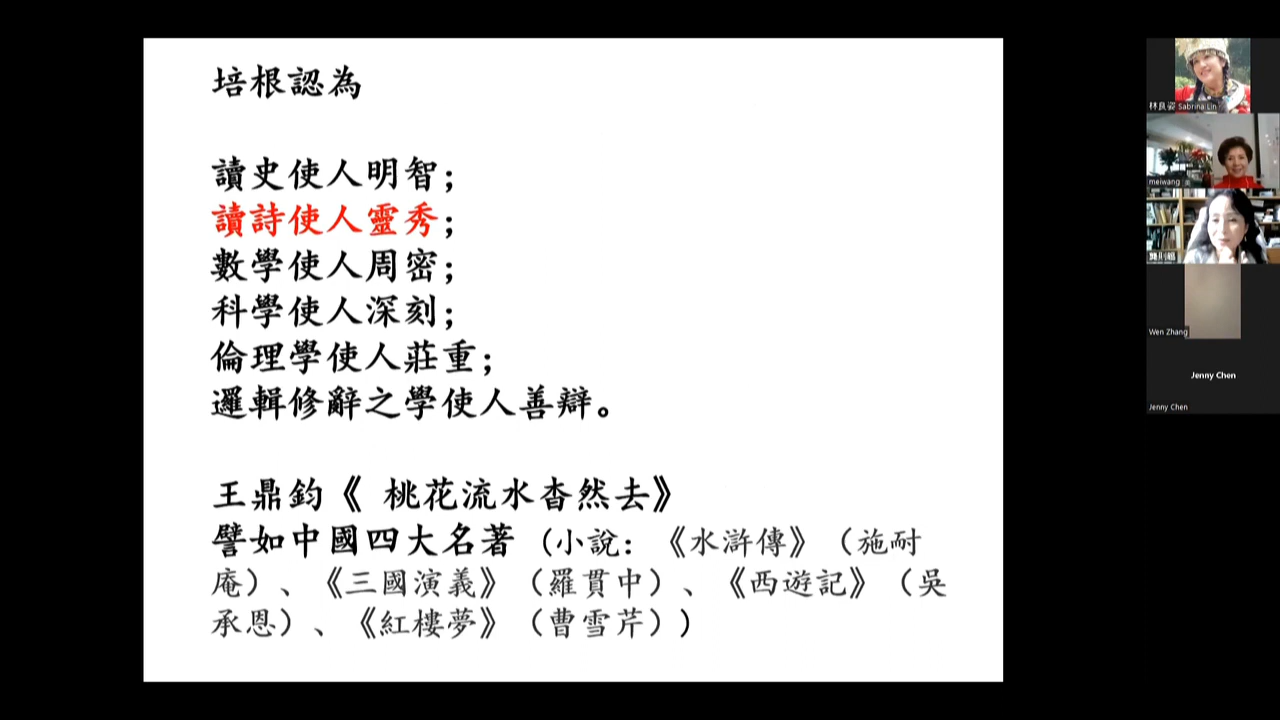 培根認為
讀史使人明智;
讀詩使人靈秀;
數學使人周密;
科學使人深刻;
倫理學使人莊重;
邏輯修辭之學使人善辯。
王鼎鈞《 桃花流水杳然去》
譬如中國四大名著 (小說: 《水滸傳》(施耐
庵)、《三國演義》(羅貫中)、《西遊記》(吳
承恩)、《紅樓夢》(曹雪芹))
林良姿 Sabrina Lin
meiwang
Wen Zhang
Jenny Chen
Jenny Chen